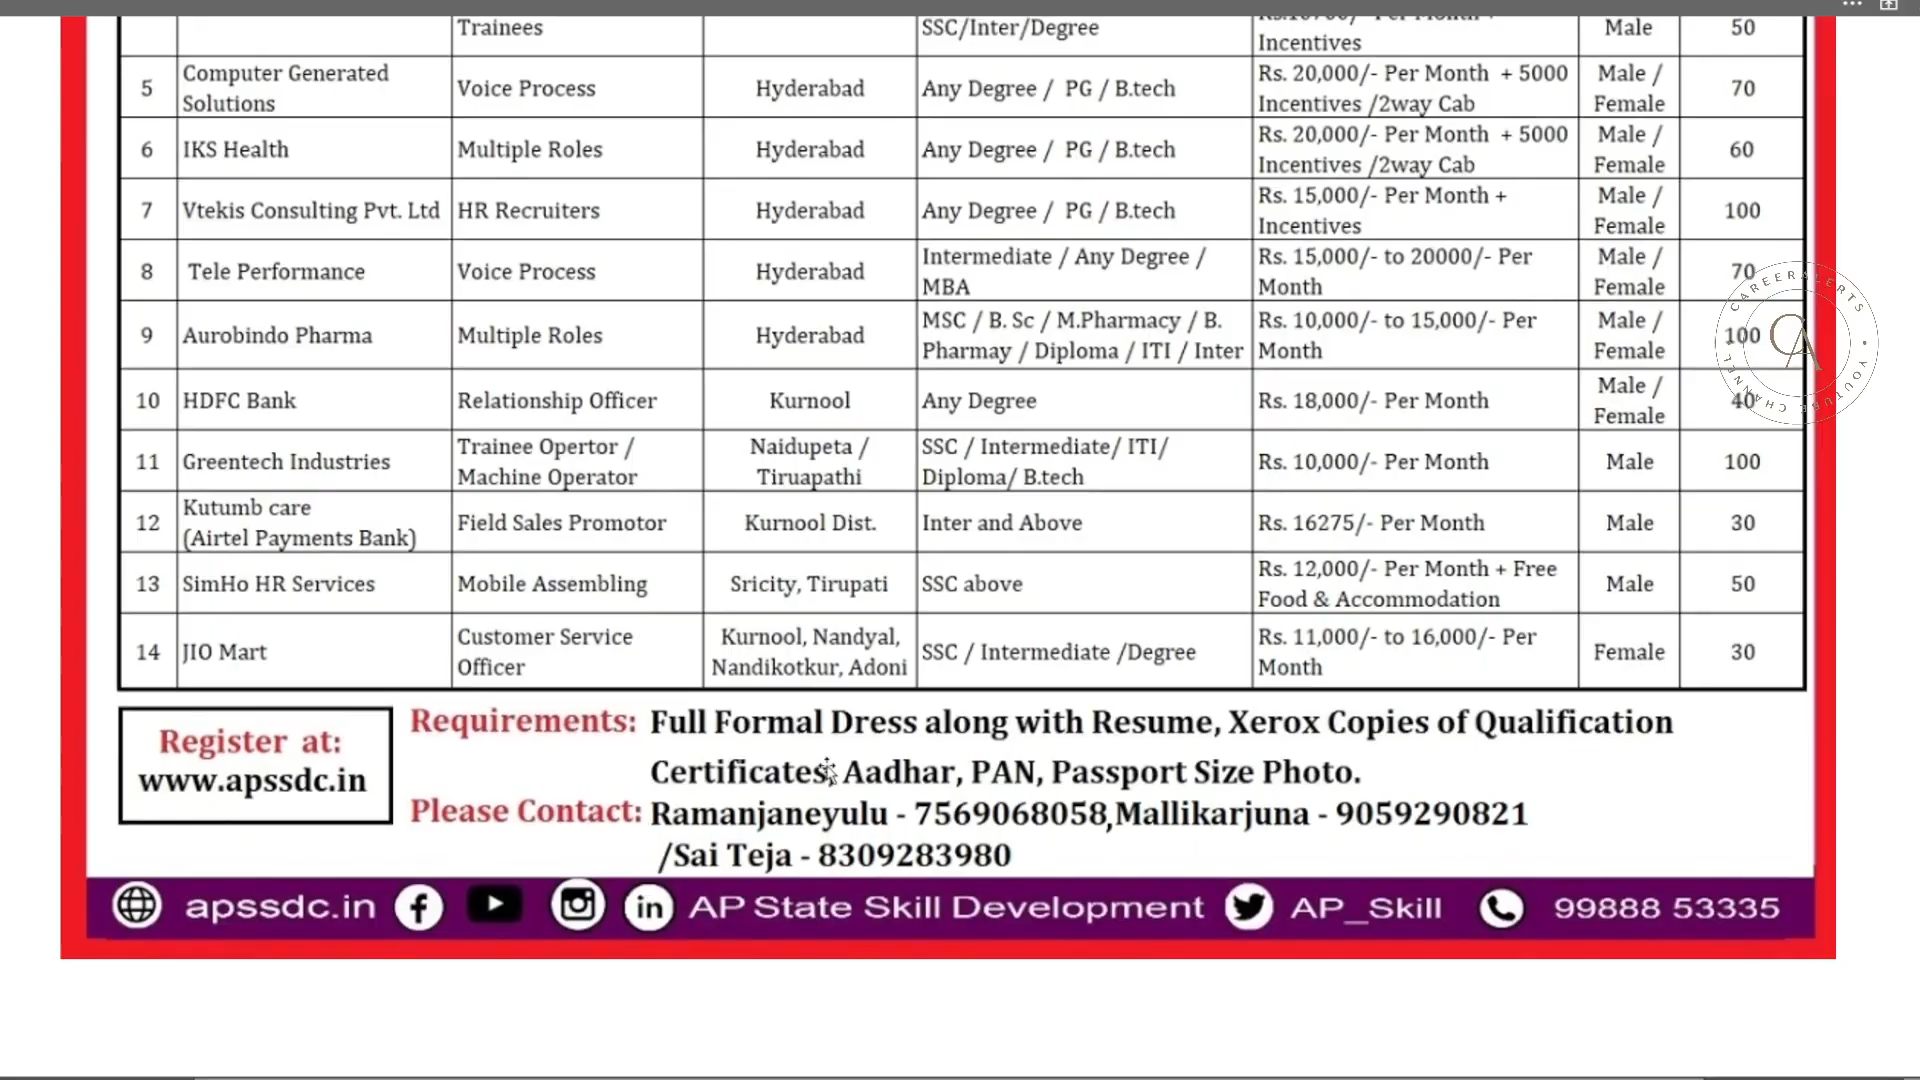 Trainees SSC/Inter/Degree Incentives Male 50
5 Computer Generated Solutions Voice Process Hyderabad Any Degree / PG / B.tech Rs. 20,000/- Per Month + 5000 Incentives /2way Cab Male / Female 70
6 IKS Health Multiple Roles Hyderabad Any Degree / PG / B.tech Rs. 20,000/- Per Month + 5000 Incentives /2way Cab Male / Female 60
7 Vtekis Consulting Pvt. Ltd HR Recruiters Hyderabad Any Degree / PG / B.tech Rs. 15,000/- Per Month + Incentives Male / Female 100
8 Tele Performance Voice Process Hyderabad Intermediate / Any Degree / MBA Rs. 15,000/- to 20000/- Per Month Male / Female 70
9 Aurobindo Pharma Multiple Roles Hyderabad MSC / B. Sc / M.Pharmacy / B. Pharmay / Diploma / ITI / Inter Rs. 10,000/- to 15,000/- Per Month Male / Female 100
10 HDFC Bank Relationship Officer Kurnool Any Degree Rs. 18,000/- Per Month Male / Female 40
11 Greentech Industries Trainee Opertor / Machine Operator Naidupeta / Tiruapathi SSC / Intermediate/ ITI/ Diploma/ B.tech Rs. 10,000/- Per Month Male 100
12 Kutumb care (Airtel Payments Bank) Field Sales Promotor Kurnool Dist. Inter and Above Rs. 16275/- Per Month Male 30
13 SimHo HR Services Mobile Assembling Sricity, Tirupati SSC above Rs. 12,000/- Per Month + Free Food & Accommodation Male 50
14 JIO Mart Customer Service Officer Kurnool, Nandyal, Nandikotkur, Adoni SSC / Intermediate /Degree Rs. 11,000/- to 16,000/- Per Month Female 30
CAREERALERTS • YOUTUBE CHANNEL •
CA
Register at:
www.apssdc.in
Requirements: Full Formal Dress along with Resume, Xerox Copies of Qualification
Certificates, Aadhar, PAN, Passport Size Photo.
Please Contact: Ramanjaneyulu - 7569068058,Mallikarjuna - 9059290821
/Sai Teja - 8309283980
apssdc.in AP State Skill Development AP_Skill 99888 53335